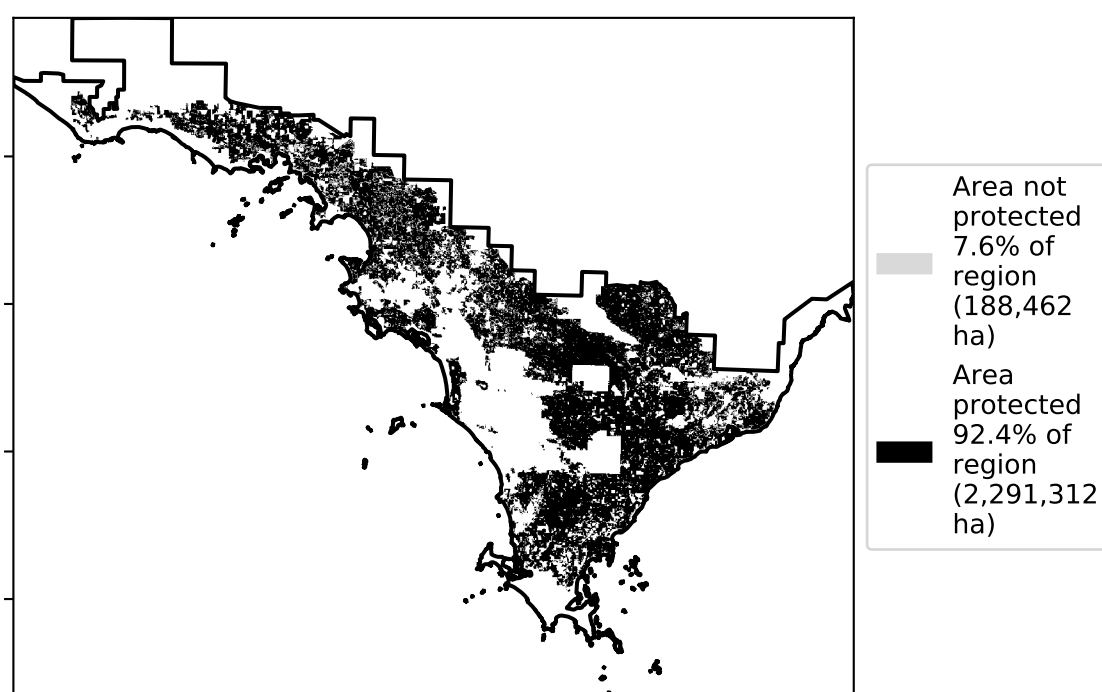 Area not
protected
7.6% of
region
(188,462
ha)
Area
protected
92.4% of
region
(2,291,312
ha)